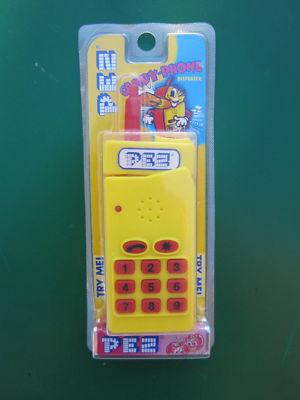 PEZ
CANDY-PHONE
DISPENSER
PEZ
TRY ME!
TRY ME!
1 2 3
4 5 6
7 8 9
PEZ